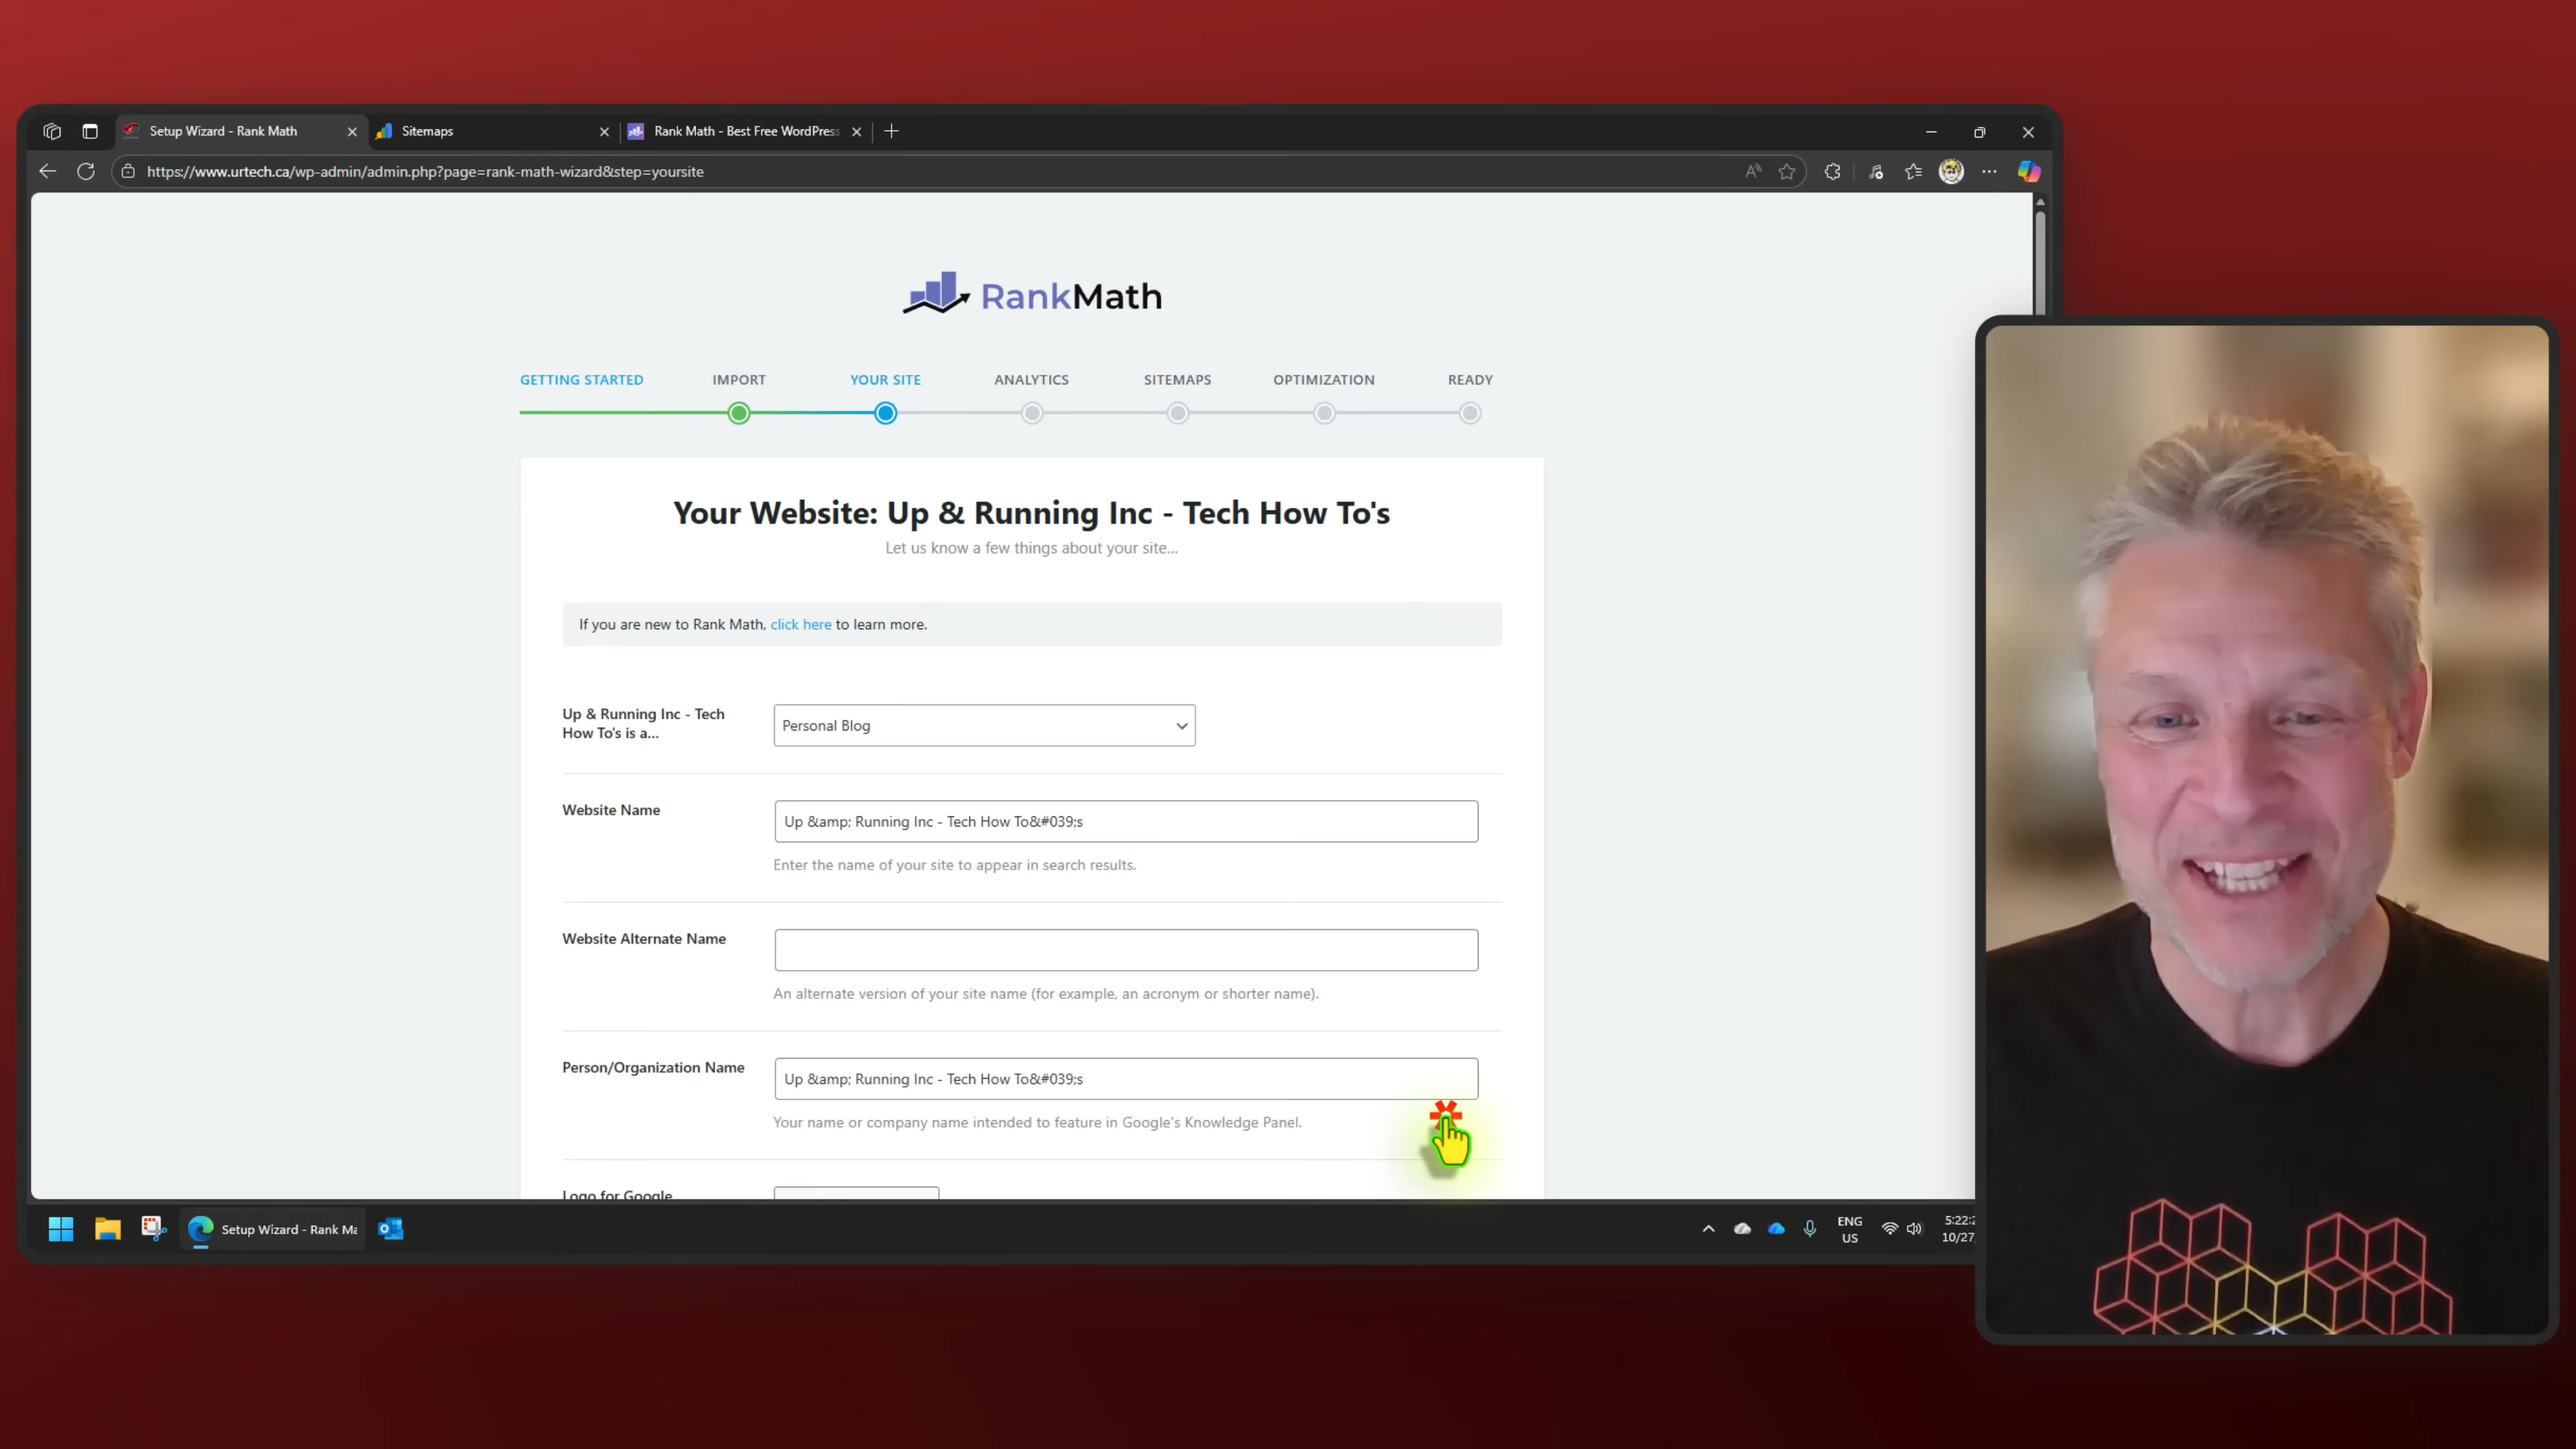 Setup Wizard - Rank Math
Sitemaps
Rank Math - Best Free WordPress
https://www.urtech.ca/wp-admin/admin.php?page=rank-math-wizard&step=yoursite
RankMath
GETTING STARTED
IMPORT
YOUR SITE
ANALYTICS
SITEMAPS
OPTIMIZATION
READY
Your Website: Up & Running Inc - Tech How To's
Let us know a few things about your site...
If you are new to Rank Math, click here to learn more.
Up & Running Inc - Tech
How To's is a...
Personal Blog
Website Name
Up &amp; Running Inc - Tech How To&#039;s
Enter the name of your site to appear in search results.
Website Alternate Name
An alternate version of your site name (for example, an acronym or shorter name).
Person/Organization Name
Up &amp; Running Inc - Tech How To&#039;s
Your name or company name intended to feature in Google's Knowledge Panel.
Logo for Google
Setup Wizard - Rank Ma
ENG
US
5:22:2
10/27